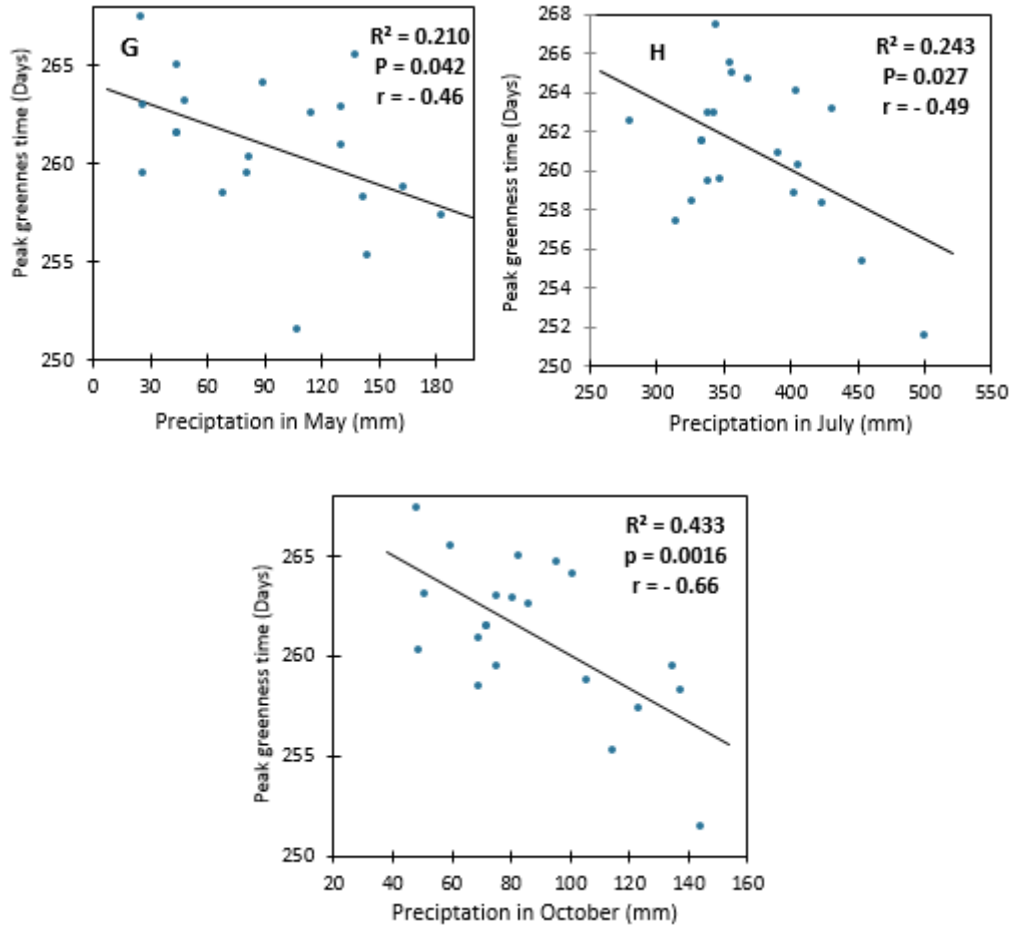 G
R² = 0.210
P = 0.042
r = - 0.46
Peak greennes time (Days)
265
260
255
250
0 30 60 90 120 150 180
Preciptation in May (mm)
H
R² = 0.243
P= 0.027
r = - 0.49
Peak greenness time (Days)
268
266
264
262
260
258
256
254
252
250
250 300 350 400 450 500 550
Preciptation in July (mm)
R² = 0.433
p = 0.0016
r = - 0.66
Peak greenness time (Days)
265
260
255
250
20 40 60 80 100 120 140 160
Preciptation in October (mm)